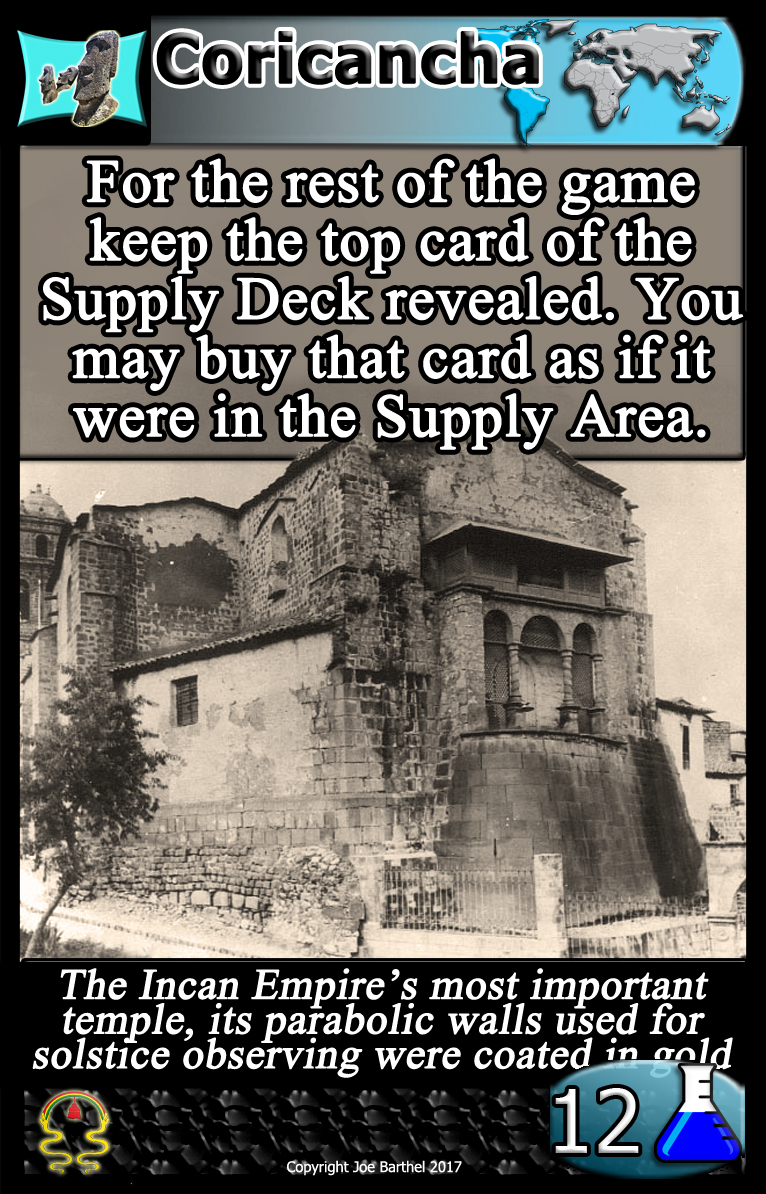 Coricancha
For the rest of the game
keep the top card of the
Supply Deck revealed. You
may buy that card as if it
were in the Supply Area.
The Incan Empire’s most important
temple, its parabolic walls used for
solstice observing were coated in gold
12
Copyright Joe Barthel 2017